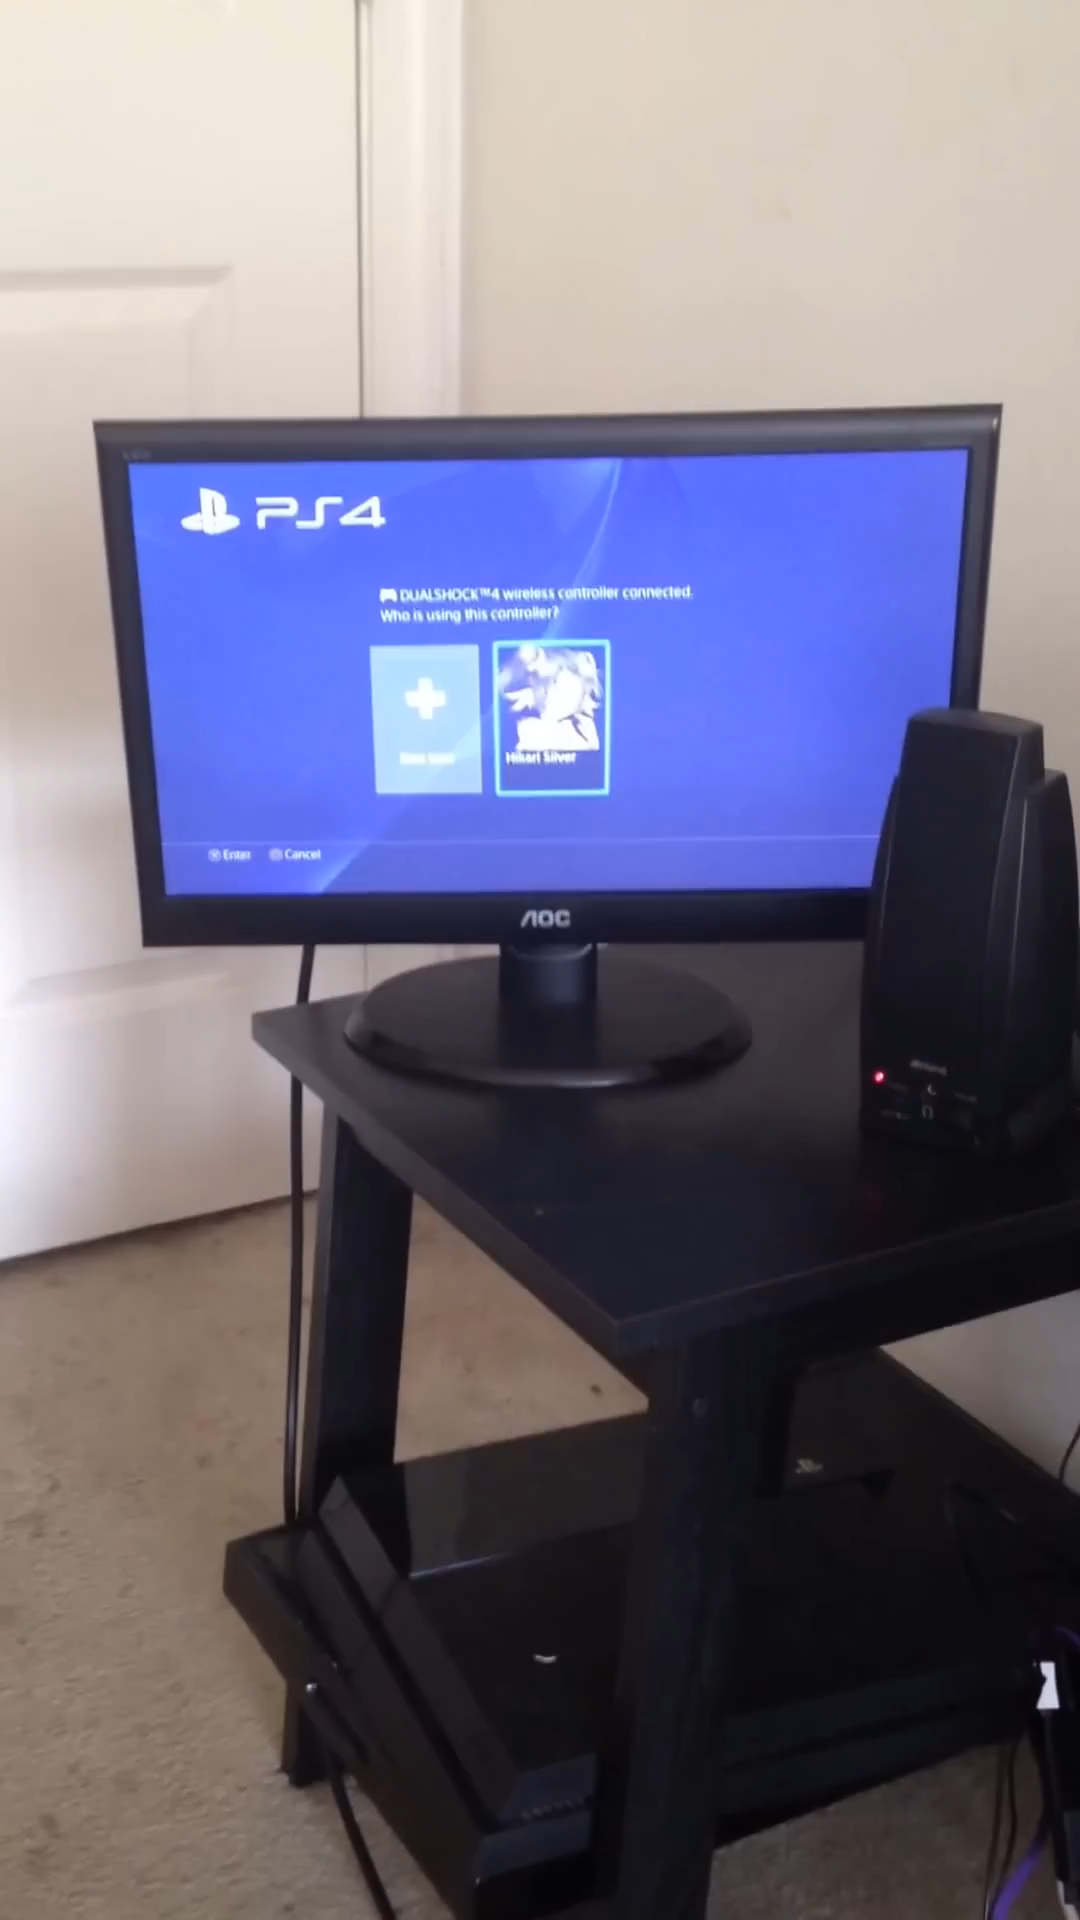 PS4
DUALSHOCK™4 wireless controller connected.
Who is using this controller?
Hikari Silver
Enter
Cancel
AOC